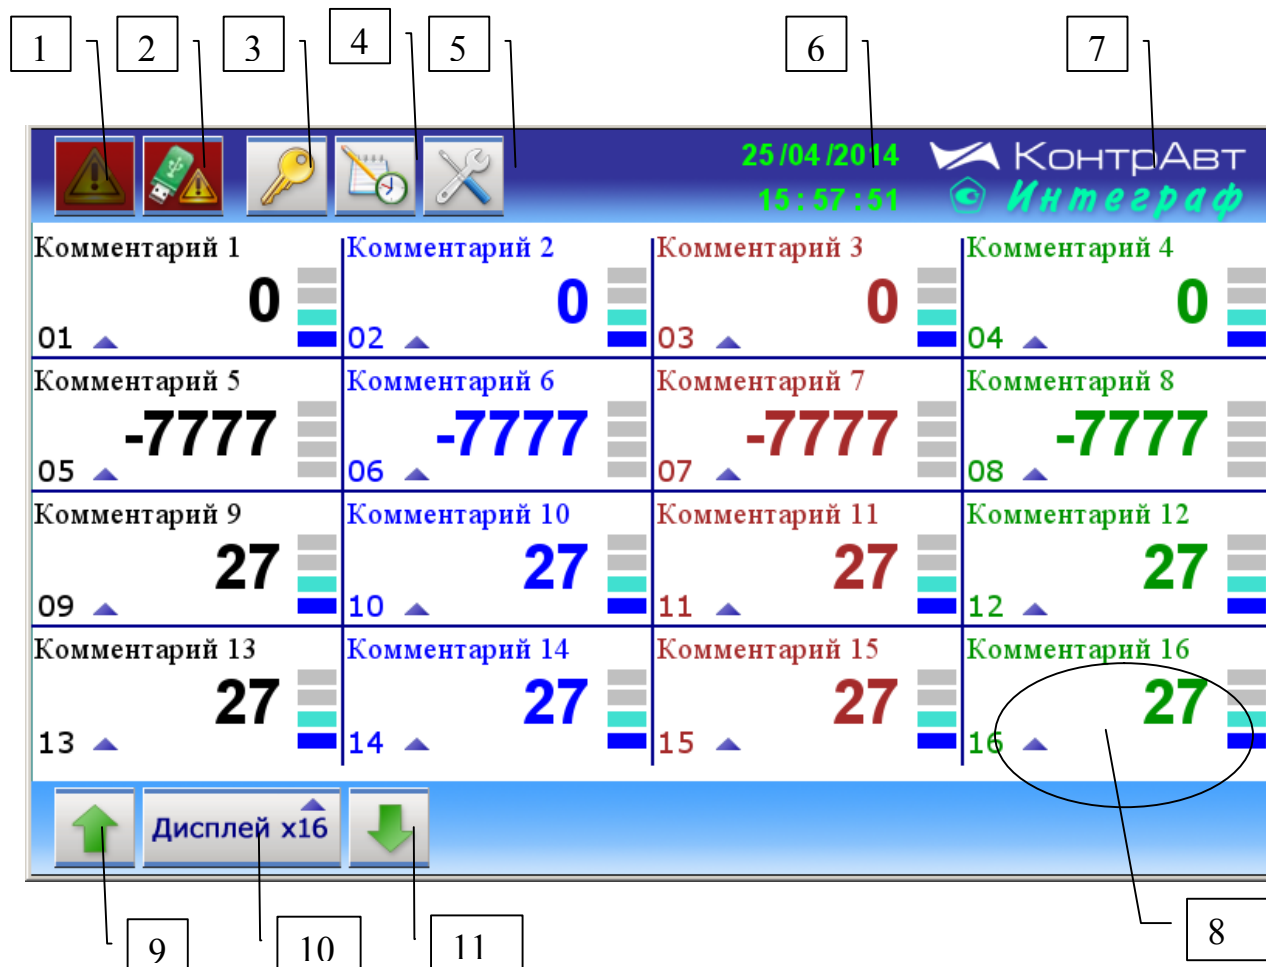 1 2 3 4 5 6 7
25/04/2014 КонтрАвт
15:57:51 Интеграф
Комментарий 1 Комментарий 2 Комментарий 3 Комментарий 4
0 0 0 0
01 02 03 04
Комментарий 5 Комментарий 6 Комментарий 7 Комментарий 8
-7777 -7777 -7777 -7777
05 06 07 08
Комментарий 9 Комментарий 10 Комментарий 11 Комментарий 12
27 27 27 27
09 10 11 12
Комментарий 13 Комментарий 14 Комментарий 15 Комментарий 16
27 27 27 27
13 14 15 16
Дисплей x16
8
9 10 11